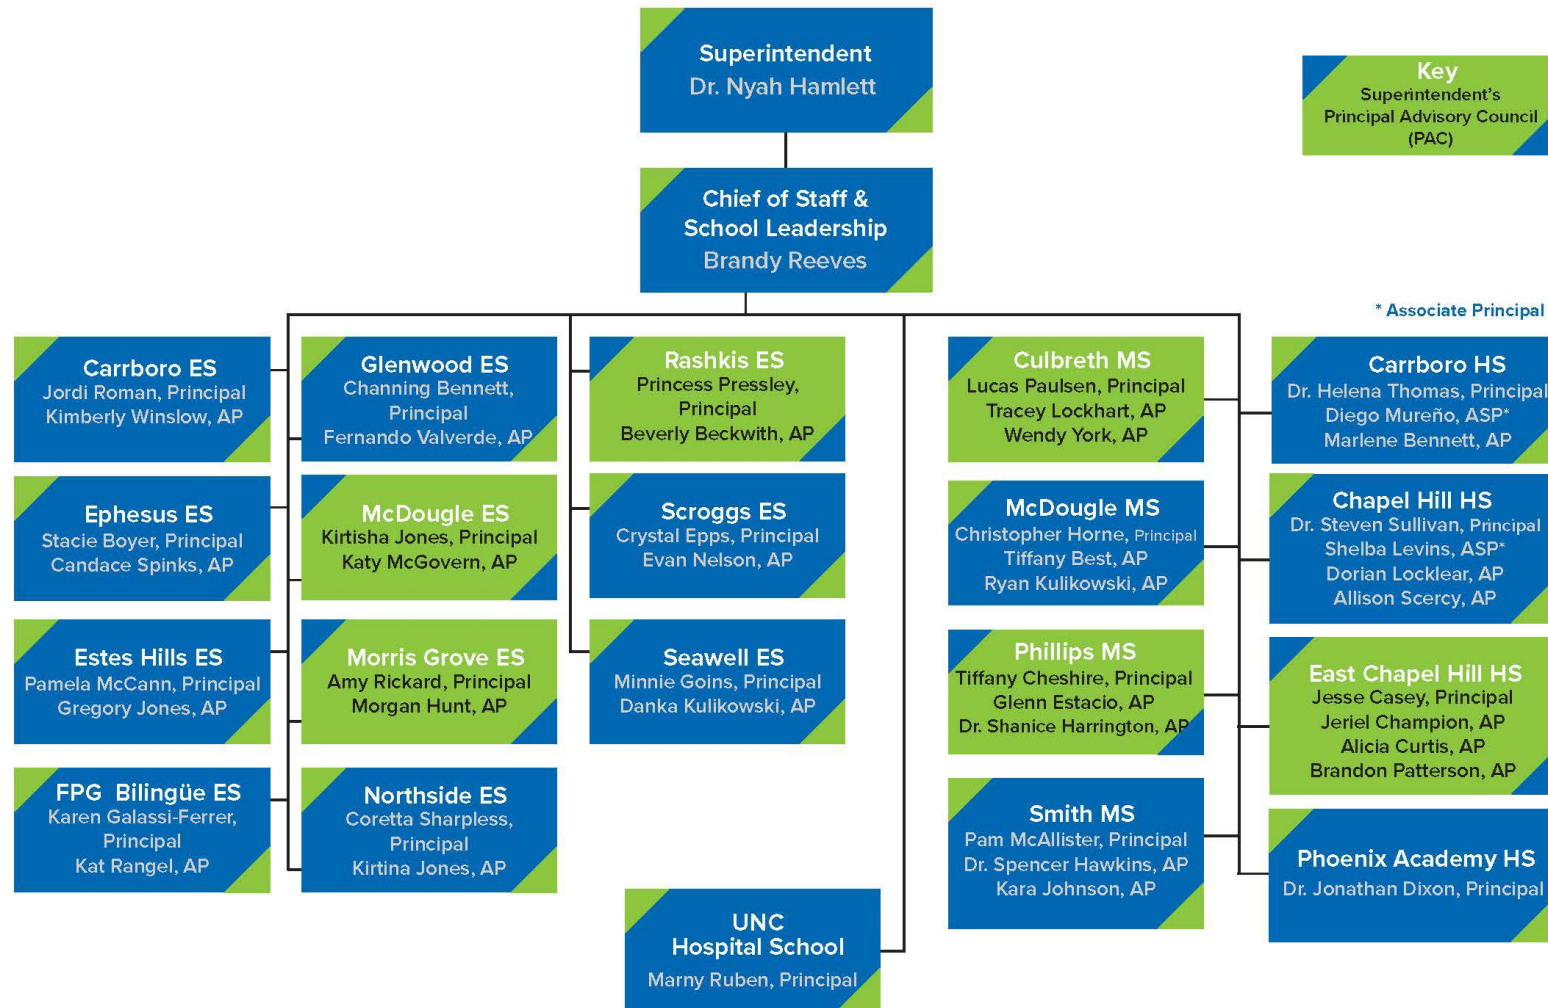 Superintendent
Dr. Nyah Hamlett
Key
Superintendent's
Principal Advisory Council
(PAC)
Chief of Staff &
School Leadership
Brandy Reeves
* Associate Principal
Carrboro ES
Jordi Roman, Principal
Kimberly Winslow, AP
Glenwood ES
Channing Bennett,
Principal
Fernando Valverde, AP
Rashkis ES
Princess Pressley,
Principal
Beverly Beckwith, AP
Culbreth MS
Lucas Paulsen, Principal
Tracey Lockhart, AP
Wendy York, AP
Carrboro HS
Dr. Helena Thomas, Principal
Diego Mureño, ASP*
Marlene Bennett, AP
Ephesus ES
Stacie Boyer, Principal
Candace Spinks, AP
McDougle ES
Kirtisha Jones, Principal
Katy McGovern, AP
Scroggs ES
Crystal Epps, Principal
Evan Nelson, AP
McDougle MS
Christopher Horne, Principal
Tiffany Best, AP
Ryan Kulikowski, AP
Chapel Hill HS
Dr. Steven Sullivan, Principal
Shelba Levins, ASP*
Dorian Locklear, AP
Allison Scercy, AP
Estes Hills ES
Pamela McCann, Principal
Gregory Jones, AP
Morris Grove ES
Amy Rickard, Principal
Morgan Hunt, AP
Seawell ES
Minnie Goins, Principal
Danka Kulikowski, AP
Phillips MS
Tiffany Cheshire, Principal
Glenn Estacio, AP
Dr. Shanice Harrington, AP
East Chapel Hill HS
Jesse Casey, Principal
Jeriel Champion, AP
Alicia Curtis, AP
Brandon Patterson, AP
FPG Bilingüe ES
Karen Galassi-Ferrer,
Principal
Kat Rangel, AP
Northside ES
Coretta Sharpless,
Principal
Kirtina Jones, AP
Smith MS
Pam McAllister, Principal
Dr. Spencer Hawkins, AP
Kara Johnson, AP
Phoenix Academy HS
Dr. Jonathan Dixon, Principal
UNC
Hospital School
Marny Ruben, Principal